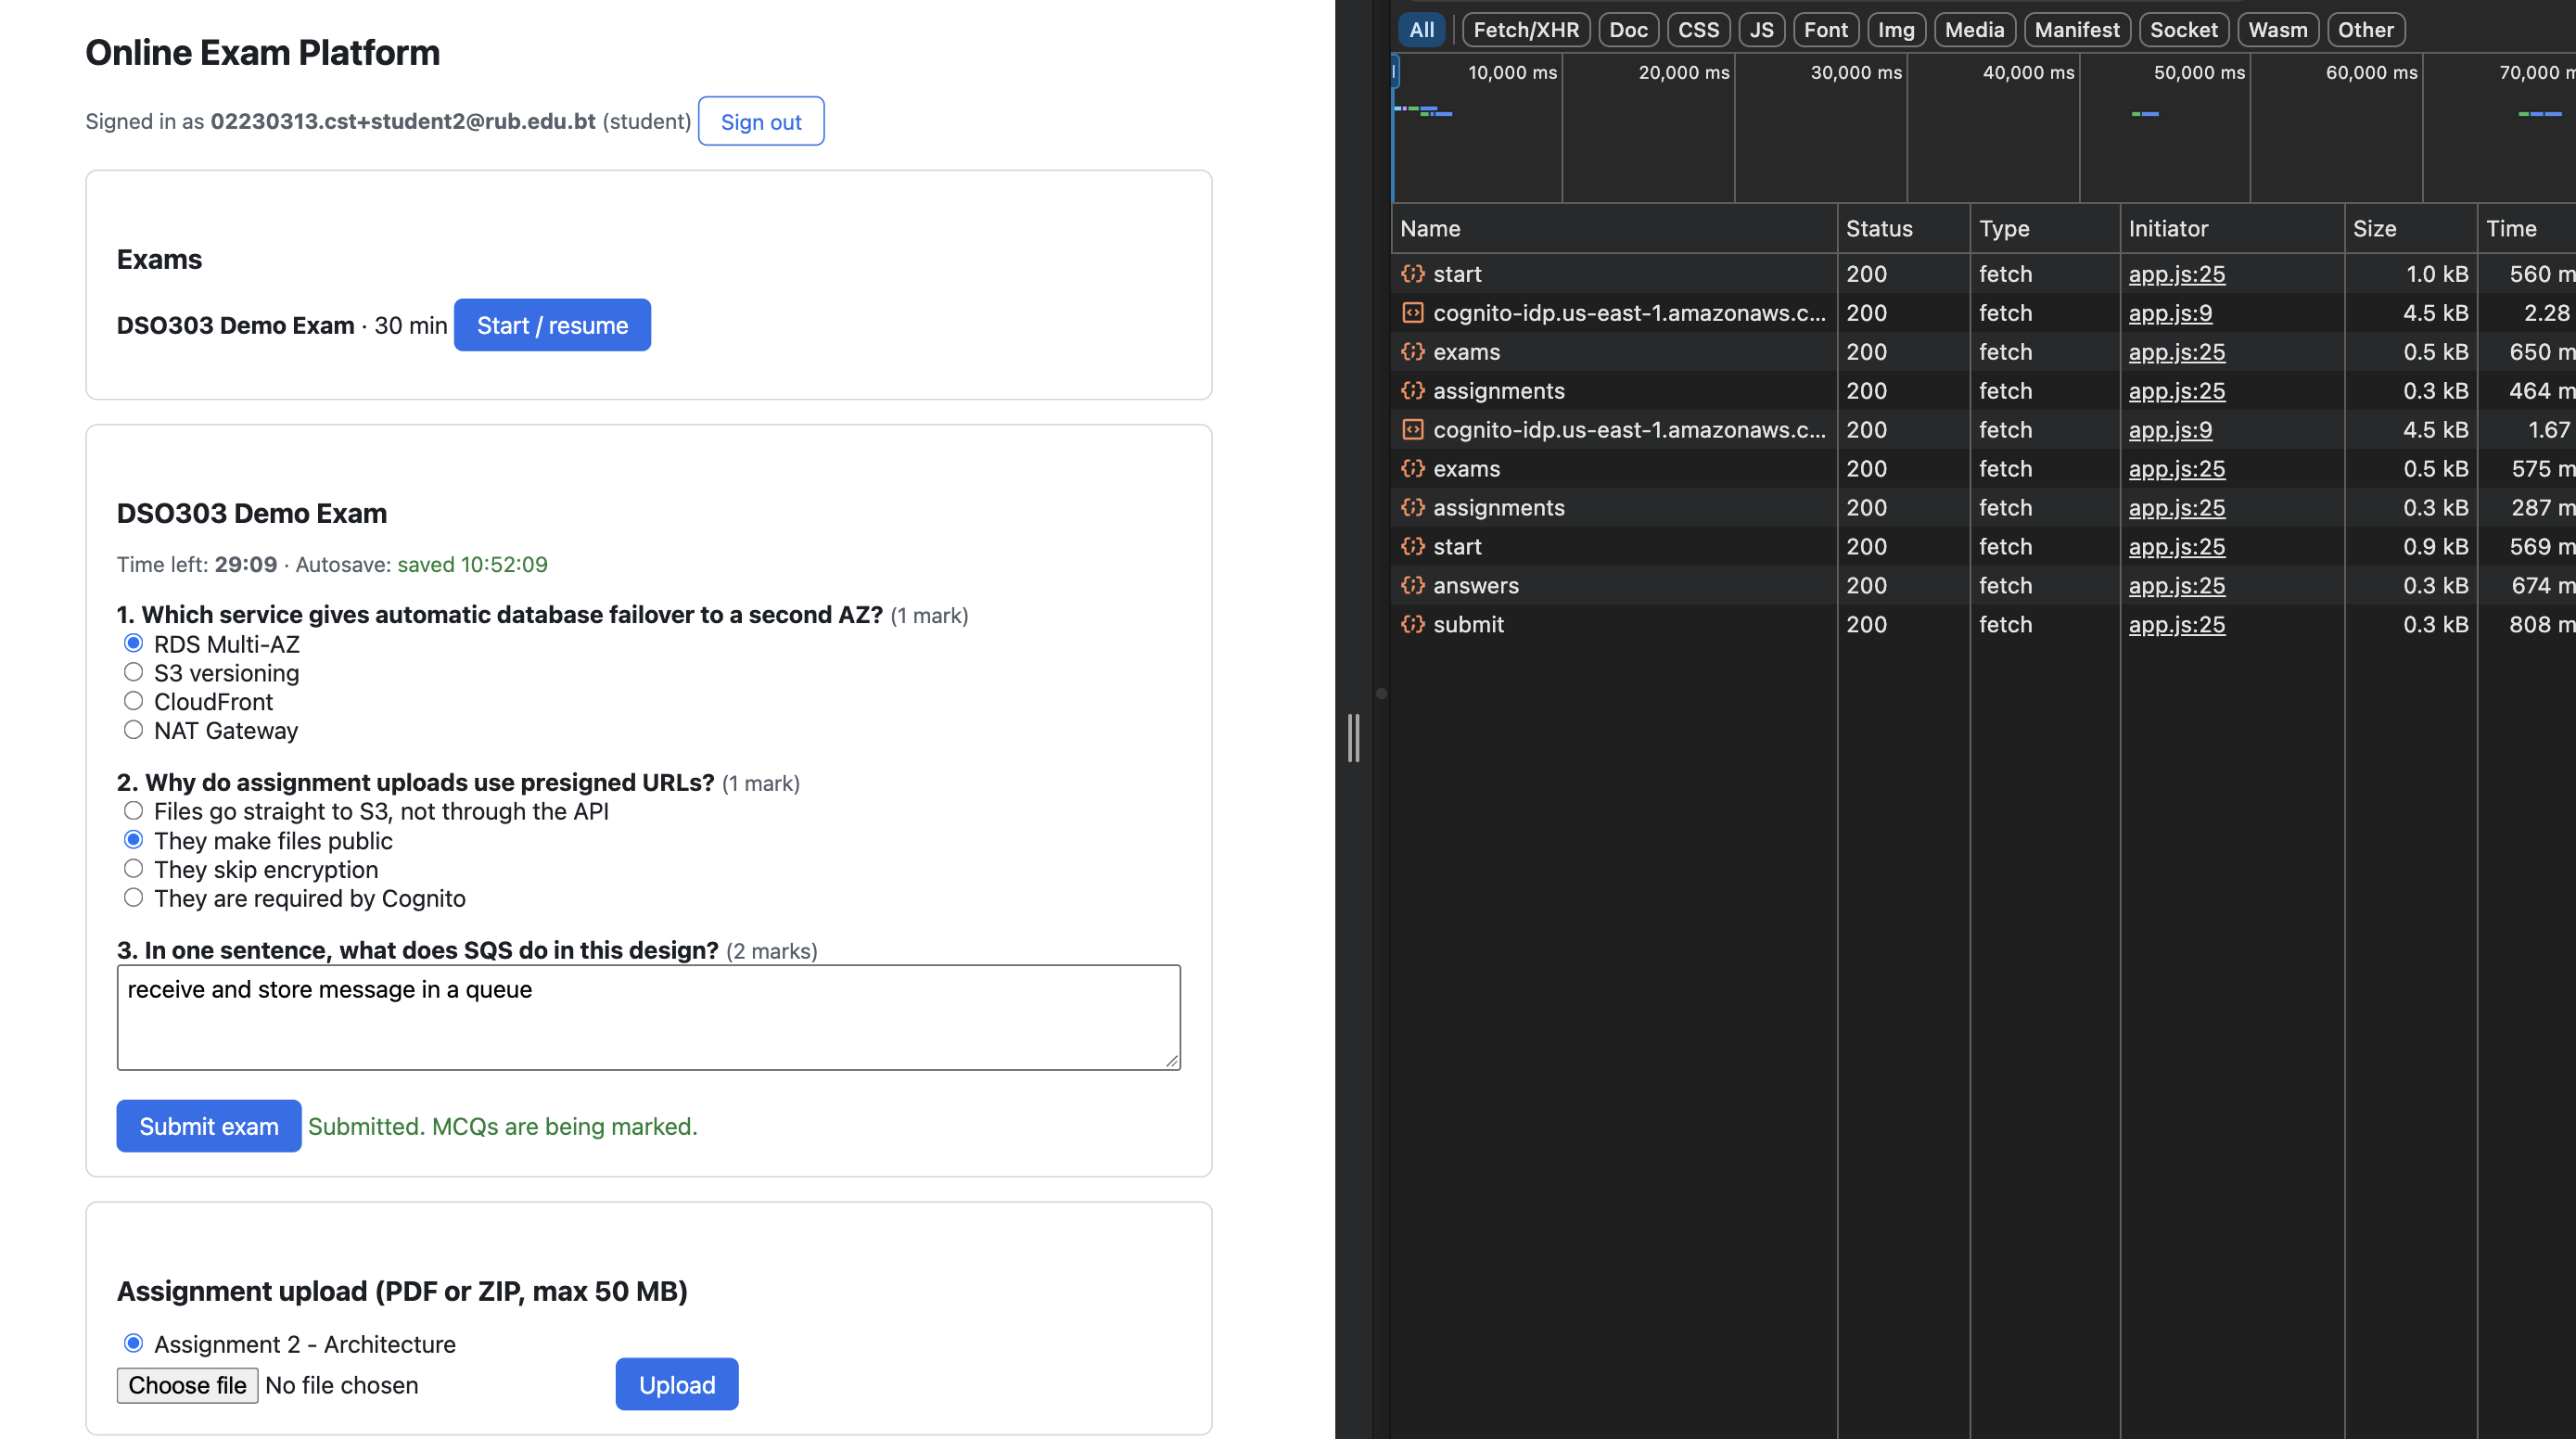 Online Exam Platform
Signed in as 02230313.cst+student2@rub.edu.bt (student) Sign out
Exams
DSO303 Demo Exam · 30 min Start / resume
DSO303 Demo Exam
Time left: 29:09 · Autosave: saved 10:52:09
1. Which service gives automatic database failover to a second AZ? (1 mark)
RDS Multi-AZ
S3 versioning
CloudFront
NAT Gateway
2. Why do assignment uploads use presigned URLs? (1 mark)
Files go straight to S3, not through the API
They make files public
They skip encryption
They are required by Cognito
3. In one sentence, what does SQS do in this design? (2 marks)
receive and store message in a queue
Submit exam Submitted. MCQs are being marked.
Assignment upload (PDF or ZIP, max 50 MB)
Assignment 2 - Architecture
Choose file No file chosen Upload
All Fetch/XHR Doc CSS JS Font Img Media Manifest Socket Wasm Other
10,000 ms 20,000 ms 30,000 ms 40,000 ms 50,000 ms 60,000 ms 70,000 m
Name Status Type Initiator Size Time
start 200 fetch app.js:25 1.0 kB 560 m
cognito-idp.us-east-1.amazonaws.c... 200 fetch app.js:9 4.5 kB 2.28
exams 200 fetch app.js:25 0.5 kB 650 m
assignments 200 fetch app.js:25 0.3 kB 464 m
cognito-idp.us-east-1.amazonaws.c... 200 fetch app.js:9 4.5 kB 1.67
exams 200 fetch app.js:25 0.5 kB 575 m
assignments 200 fetch app.js:25 0.3 kB 287 m
start 200 fetch app.js:25 0.9 kB 569 m
answers 200 fetch app.js:25 0.3 kB 674 m
submit 200 fetch app.js:25 0.3 kB 808 m